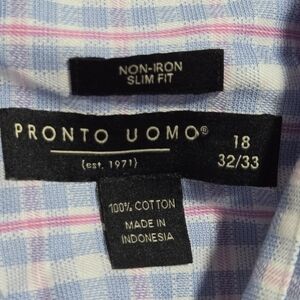 NON-IRON
SLIM FIT
PRONTO UOMO® 18
(est. 1971) 32/33
100% COTTON
MADE IN
INDONESIA